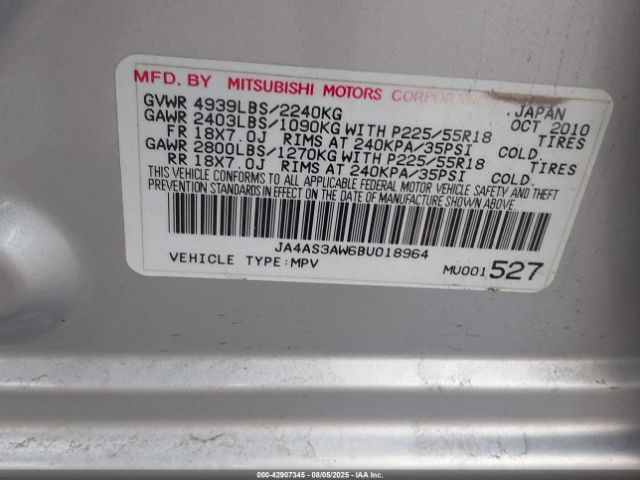 MFD. BY MITSUBISHI MOTORS CORPORATION, JAPAN
GVWR 4939LBS/2240KG OCT 2010
GAWR 2403LBS/1090KG WITH P225/55R18 TIRES
FR 18X7.0J RIMS AT 240KPA/35PSI COLD.
GAWR 2800LBS/1270KG WITH P225/55R18 TIRES
RR 18X7.0J RIMS AT 240KPA/35PSI COLD.
THIS VEHICLE CONFORMS TO ALL APPLICABLE FEDERAL MOTOR VEHICLE SAFETY AND THEFT
PREVENTION STANDARDS IN EFFECT ON THE DATE OF MANUFACTURE SHOWN ABOVE.
JA4AS3AW6BU018964
VEHICLE TYPE:MPV MU001527
000-42907345 - 08/05/2025 - IAA Inc.